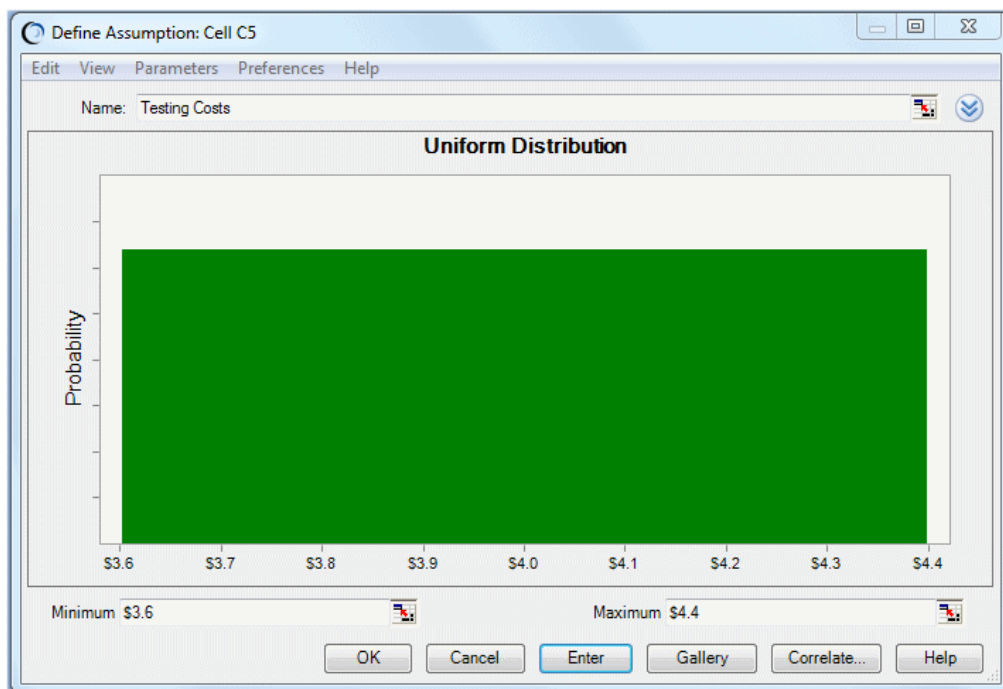 Define Assumption: Cell C5
Edit View Parameters Preferences Help
Name: Testing Costs
Uniform Distribution
Probability
$3.6 $3.7 $3.8 $3.9 $4.0 $4.1 $4.2 $4.3 $4.4
Minimum $3.6 Maximum $4.4
OK Cancel Enter Gallery Correlate... Help